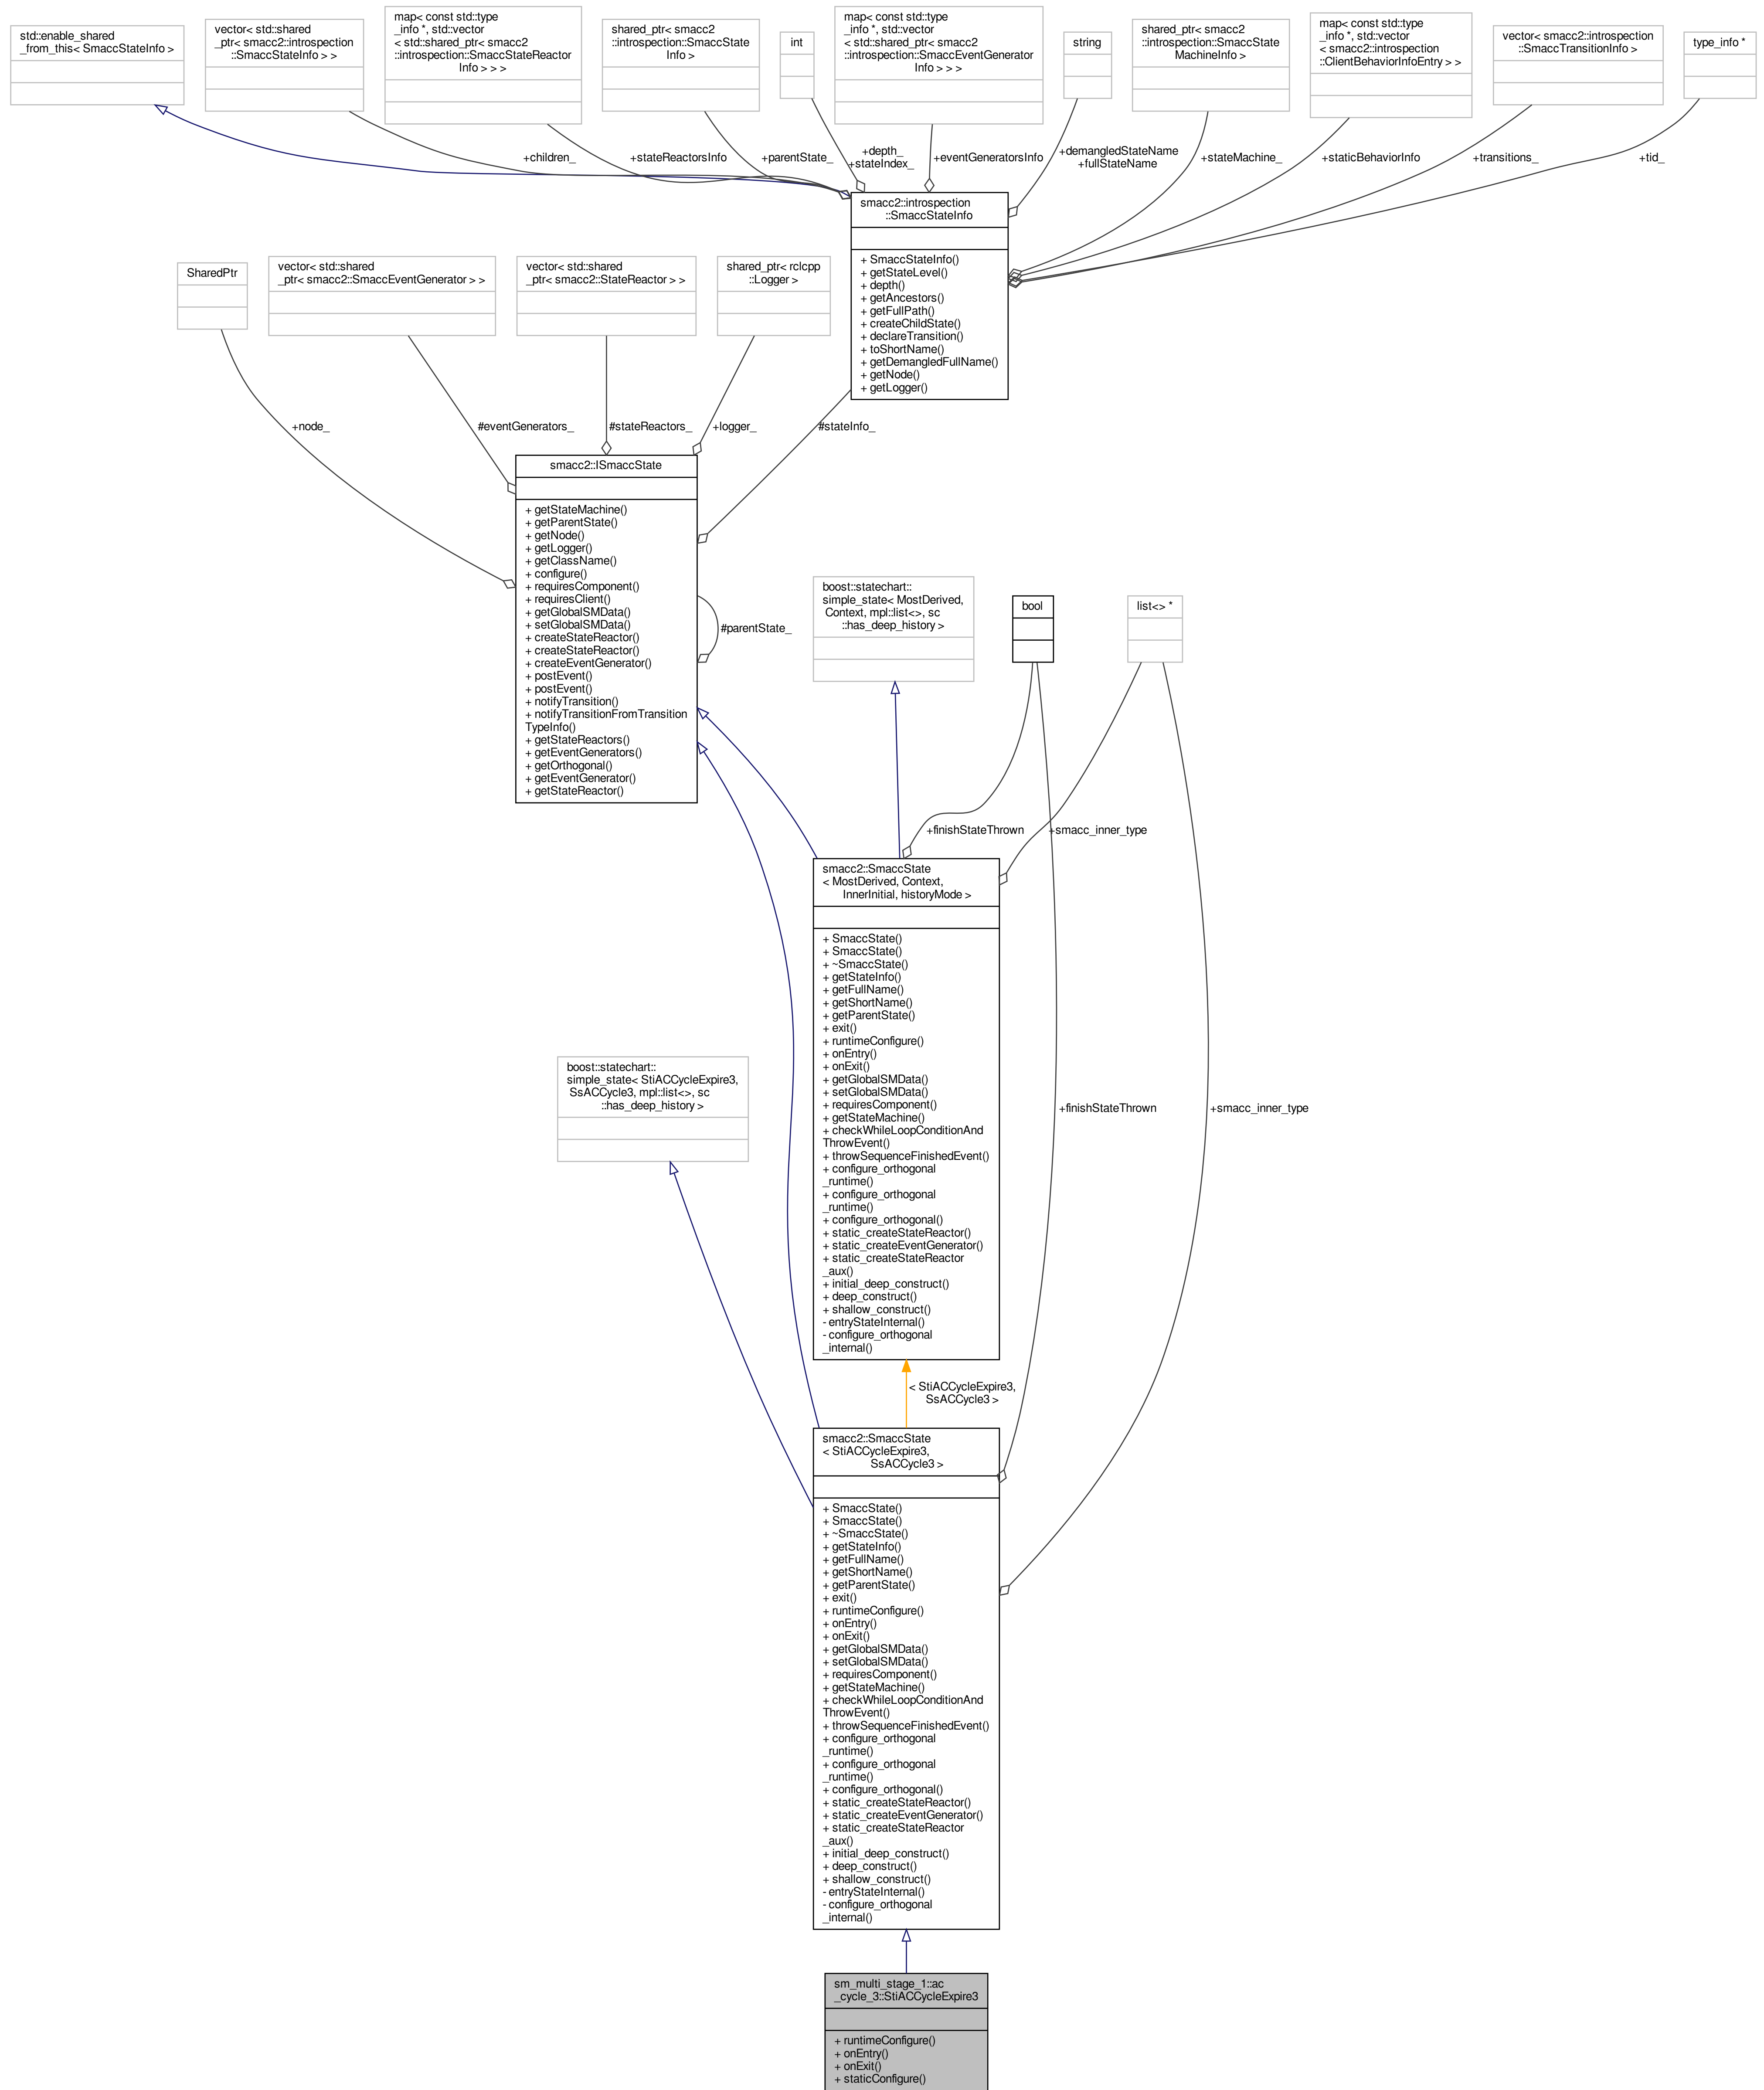 std::enable_shared
_from_this< SmaccStateInfo >
vector< std::shared
_ptr< smacc2::introspection
::SmaccStateInfo > >
map< const std::type
_info *, std::vector
< std::shared_ptr< smacc2
::introspection::SmaccStateReactor
Info > > >
shared_ptr< smacc2
::introspection::SmaccState
Info >
int
map< const std::type
_info *, std::vector
< std::shared_ptr< smacc2
::introspection::SmaccEventGenerator
Info > > >
string
shared_ptr< smacc2
::introspection::SmaccState
MachineInfo >
map< const std::type
_info *, std::vector
< smacc2::introspection
::ClientBehaviorInfoEntry > >
vector< smacc2::introspection
::SmaccTransitionInfo >
type_info *
+children_
+stateReactorsInfo
+parentState_
+depth_
+stateIndex_
+eventGeneratorsInfo
+demangledStateName
+fullStateName
+stateMachine_
+staticBehaviorInfo
+transitions_
+tid_
smacc2::introspection
::SmaccStateInfo
+ SmaccStateInfo()
+ getStateLevel()
+ depth()
+ getAncestors()
+ getFullPath()
+ createChildState()
+ declareTransition()
+ toShortName()
+ getDemangledFullName()
+ getNode()
+ getLogger()
SharedPtr
vector< std::shared
_ptr< smacc2::SmaccEventGenerator > >
vector< std::shared
_ptr< smacc2::StateReactor > >
shared_ptr< rclcpp
::Logger >
+node_
#eventGenerators_
#stateReactors_
+logger_
#stateInfo_
smacc2::ISmaccState
+ getStateMachine()
+ getParentState()
+ getNode()
+ getLogger()
+ getClassName()
+ configure()
+ requiresComponent()
+ requiresClient()
+ getGlobalSMData()
+ setGlobalSMData()
+ createStateReactor()
+ createStateReactor()
+ createEventGenerator()
+ postEvent()
+ postEvent()
+ notifyTransition()
+ notifyTransitionFromTransition
TypeInfo()
+ getStateReactors()
+ getEventGenerators()
+ getOrthogonal()
+ getEventGenerator()
+ getStateReactor()
#parentState_
boost::statechart::
simple_state< MostDerived,
Context, mpl::list<>, sc
::has_deep_history >
bool
list<> *
+finishStateThrown
+smacc_inner_type
smacc2::SmaccState
< MostDerived, Context,
InnerInitial, historyMode >
+ SmaccState()
+ SmaccState()
+ ~SmaccState()
+ getStateInfo()
+ getFullName()
+ getShortName()
+ getParentState()
+ exit()
+ runtimeConfigure()
+ onEntry()
+ onExit()
+ getGlobalSMData()
+ setGlobalSMData()
+ requiresComponent()
+ getStateMachine()
+ checkWhileLoopConditionAnd
ThrowEvent()
+ throwSequenceFinishedEvent()
+ configure_orthogonal
_runtime()
+ configure_orthogonal
_runtime()
+ configure_orthogonal()
+ static_createStateReactor()
+ static_createEventGenerator()
+ static_createStateReactor
_aux()
+ initial_deep_construct()
+ deep_construct()
+ shallow_construct()
- entryStateInternal()
- configure_orthogonal
_internal()
boost::statechart::
simple_state< StiACCycleExpire3,
SsACCycle3, mpl::list<>, sc
::has_deep_history >
+finishStateThrown
+smacc_inner_type
< StiACCycleExpire3,
SsACCycle3 >
smacc2::SmaccState
< StiACCycleExpire3,
SsACCycle3 >
+ SmaccState()
+ SmaccState()
+ ~SmaccState()
+ getStateInfo()
+ getFullName()
+ getShortName()
+ getParentState()
+ exit()
+ runtimeConfigure()
+ onEntry()
+ onExit()
+ getGlobalSMData()
+ setGlobalSMData()
+ requiresComponent()
+ getStateMachine()
+ checkWhileLoopConditionAnd
ThrowEvent()
+ throwSequenceFinishedEvent()
+ configure_orthogonal
_runtime()
+ configure_orthogonal
_runtime()
+ configure_orthogonal()
+ static_createStateReactor()
+ static_createEventGenerator()
+ static_createStateReactor
_aux()
+ initial_deep_construct()
+ deep_construct()
+ shallow_construct()
- entryStateInternal()
- configure_orthogonal
_internal()
sm_multi_stage_1::ac
_cycle_3::StiACCycleExpire3
+ runtimeConfigure()
+ onEntry()
+ onExit()
+ staticConfigure()